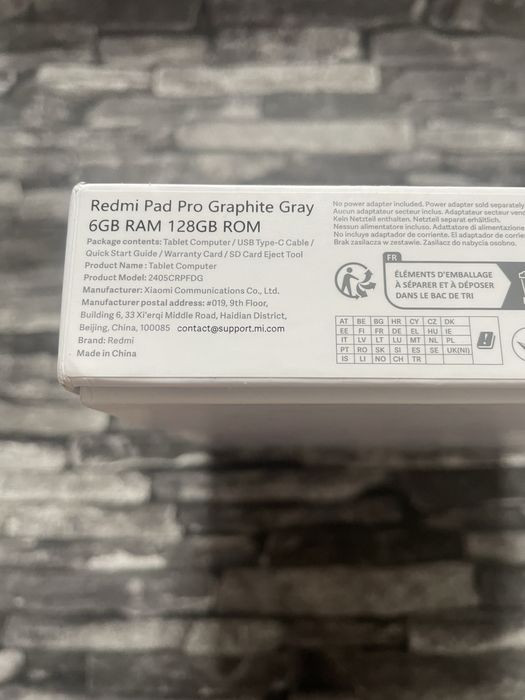 Redmi Pad Pro Graphite Gray
6GB RAM 128GB ROM
Package contents: Tablet Computer / USB Type-C Cable /
Quick Start Guide / Warranty Card / SD Card Eject Tool
Product Name: Tablet Computer
Product Model: 2405CRPFDG
Manufacturer: Xiaomi Communications Co., Ltd.
Manufacturer postal address: #019, 9th Floor,
Building 6, 33 Xi'erqi Middle Road, Haidian District,
Beijing, China, 100085 contact@support.mi.com
Brand: Redmi
Made in China
No power adapter included. Power adapter sold separately
Aucun adaptateur secteur inclus. Adaptateur secteur
Kein Netzteil enthalten. Netzteil separat erhältlich.
Nessun alimentatore incluso. Adattatore di alimentazione
No incluye adaptador de corriente. El adaptador de
Brak zasilacza w zestawie. Zasilacz do nabycia osobno.
FR
ÉLÉMENTS D'EMBALLAGE
À SÉPARER ET À DÉPOSER
DANS LE BAC DE TRI
AT BE BG HR CY CZ DK
EE FI FR DE EL HU IE
IT LV LT LU MT NL PL
PT RO SK SI ES SE UK(NI)
IS LI NO CH TR